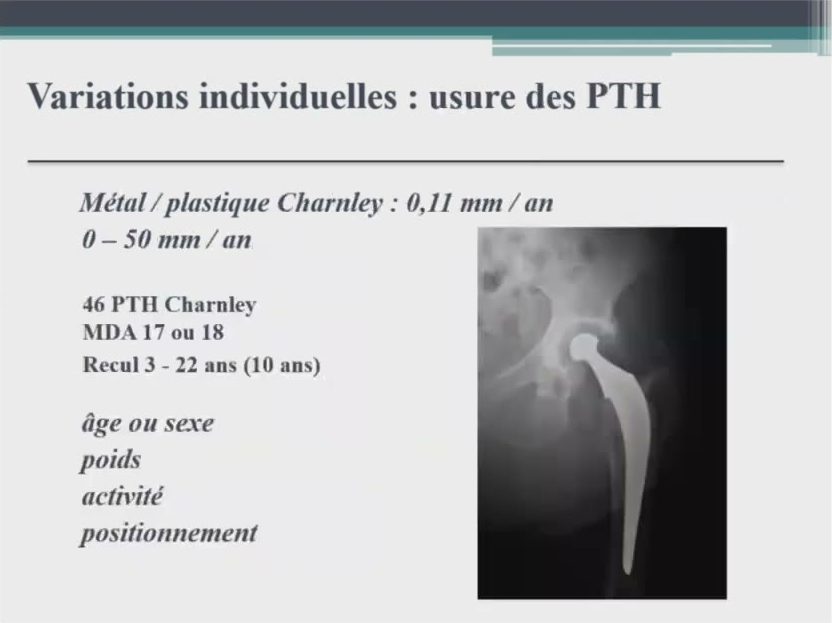 Variations individuelles : usure des PTH
Métal / plastique Charnley : 0,11 mm / an
0 – 50 mm / an
46 PTH Charnley
MDA 17 ou 18
Recul 3 - 22 ans (10 ans)
âge ou sexe
poids
activité
positionnement